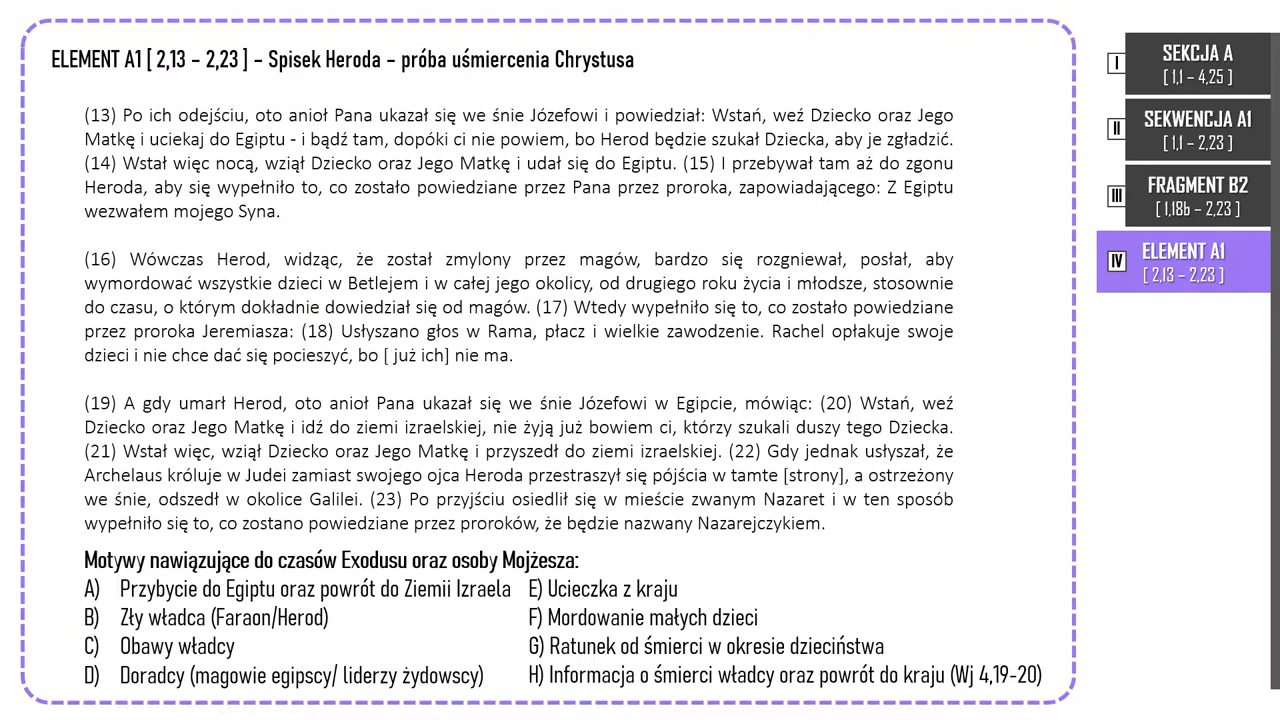 ELEMENT A1 [ 2,13 – 2,23 ] – Spisek Heroda – próba uśmiercenia Chrystusa
(13) Po ich odejściu, oto anioł Pana ukazał się we śnie Józefowi i powiedział: Wstań, weź Dziecko oraz Jego
Matkę i uciekaj do Egiptu - i bądź tam, dopóki ci nie powiem, bo Herod będzie szukał Dziecka, aby je zgładzić.
(14) Wstał więc nocą, wziął Dziecko oraz Jego Matkę i udał się do Egiptu. (15) I przebywał tam aż do zgonu
Heroda, aby się wypełniło to, co zostało powiedziane przez Pana przez proroka, zapowiadającego: Z Egiptu
wezwałem mojego Syna.
(16) Wówczas Herod, widząc, że został zmylony przez magów, bardzo się rozgniewał, posłał, aby
wymordować wszystkie dzieci w Betlejem i w całej jego okolicy, od drugiego roku życia i młodsze, stosownie
do czasu, o którym dokładnie dowiedział się od magów. (17) Wtedy wypełniło się to, co zostało powiedziane
przez proroka Jeremiasza: (18) Usłyszano głos w Rama, płacz i wielkie zawodzenie. Rachel opłakuje swoje
dzieci i nie chce dać się pocieszyć, bo [ już ich] nie ma.
(19) A gdy umarł Herod, oto anioł Pana ukazał się we śnie Józefowi w Egipcie, mówiąc: (20) Wstań, weź
Dziecko oraz Jego Matkę i idź do ziemi izraelskiej, nie żyją już bowiem ci, którzy szukali duszy tego Dziecka.
(21) Wstał więc, wziął Dziecko oraz Jego Matkę i przyszedł do ziemi izraelskiej. (22) Gdy jednak usłyszał, że
Archelaus króluje w Judei zamiast swojego ojca Heroda przestraszył się pójścia w tamte [strony], a ostrzeżony
we śnie, odszedł w okolice Galilei. (23) Po przyjściu osiedlił się w mieście zwanym Nazaret i w ten sposób
wypełniło się to, co zostano powiedziane przez proroków, że będzie nazwany Nazarejczykiem.
Motywy nawiązujące do czasów Exodusu oraz osoby Mojżesza:
A) Przybycie do Egiptu oraz powrót do Ziemii Izraela
B) Zły władca (Faraon/Herod)
C) Obawy władcy
D) Doradcy (magowie egipscy/ liderzy żydowscy)
E) Ucieczka z kraju
F) Mordowanie małych dzieci
G) Ratunek od śmierci w okresie dzieciństwa
H) Informacja o śmierci władcy oraz powrót do kraju (Wj 4,19-20)
I SEKCJA A
[ 1,1 – 4,25 ]
II SEKWENCJA A1
[ 1,1 – 2,23 ]
III FRAGMENT B2
[ 1,18b – 2,23 ]
IV ELEMENT A1
[ 2,13 – 2,23 ]